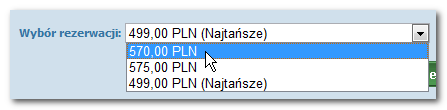 Wybór rezerwacji: 499,00 PLN (Najtańsze)
570,00 PLN
575,00 PLN
499,00 PLN (Najtańsze)